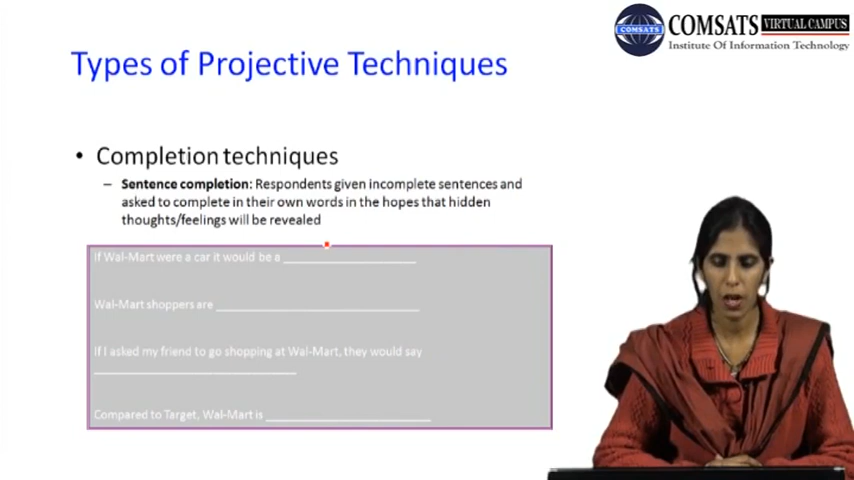 COMSATS VIRTUAL CAMPUS
COMSATS
Institute Of Information Technology
Types of Projective Techniques
• Completion techniques
– Sentence completion: Respondents given incomplete sentences and
asked to complete in their own words in the hopes that hidden
thoughts/feelings will be revealed
If Wal-Mart were a car it would be a ____________________
Wal-Mart shoppers are ______________________________
If I asked my friend to go shopping at Wal-Mart, they would say
______________________________
Compared to Target, Wal-Mart is _________________________